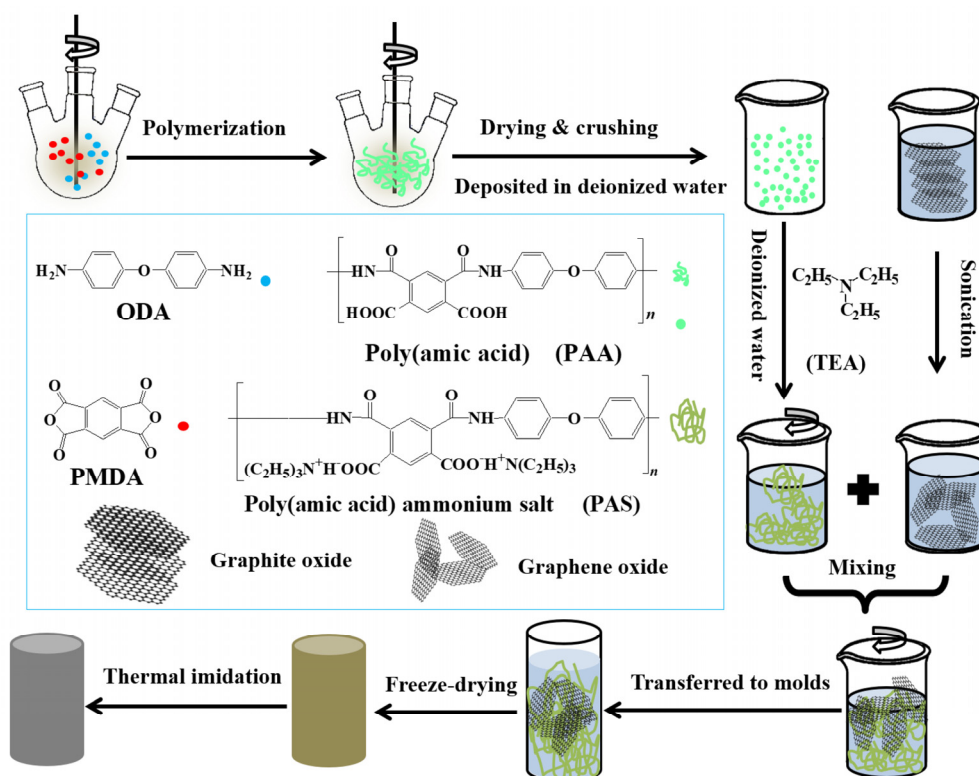 Polymerization
Drying & crushing
Deposited in deionized water
Deionized water
C₂H₅ C₂H₅
N
C₂H₅
(TEA)
Sonication
H₂N O NH₂
ODA
O O
HN NH O
HOOC COOH n
Poly(amic acid) (PAA)
O O
O O
O O
PMDA
O O
HN NH O
(C₂H₅)₃N⁺H⁻OOC COO⁻H⁺N(C₂H₅)₃ n
Poly(amic acid) ammonium salt (PAS)
Graphite oxide
Graphene oxide
Mixing
Transferred to molds
Freeze-drying
Thermal imidation